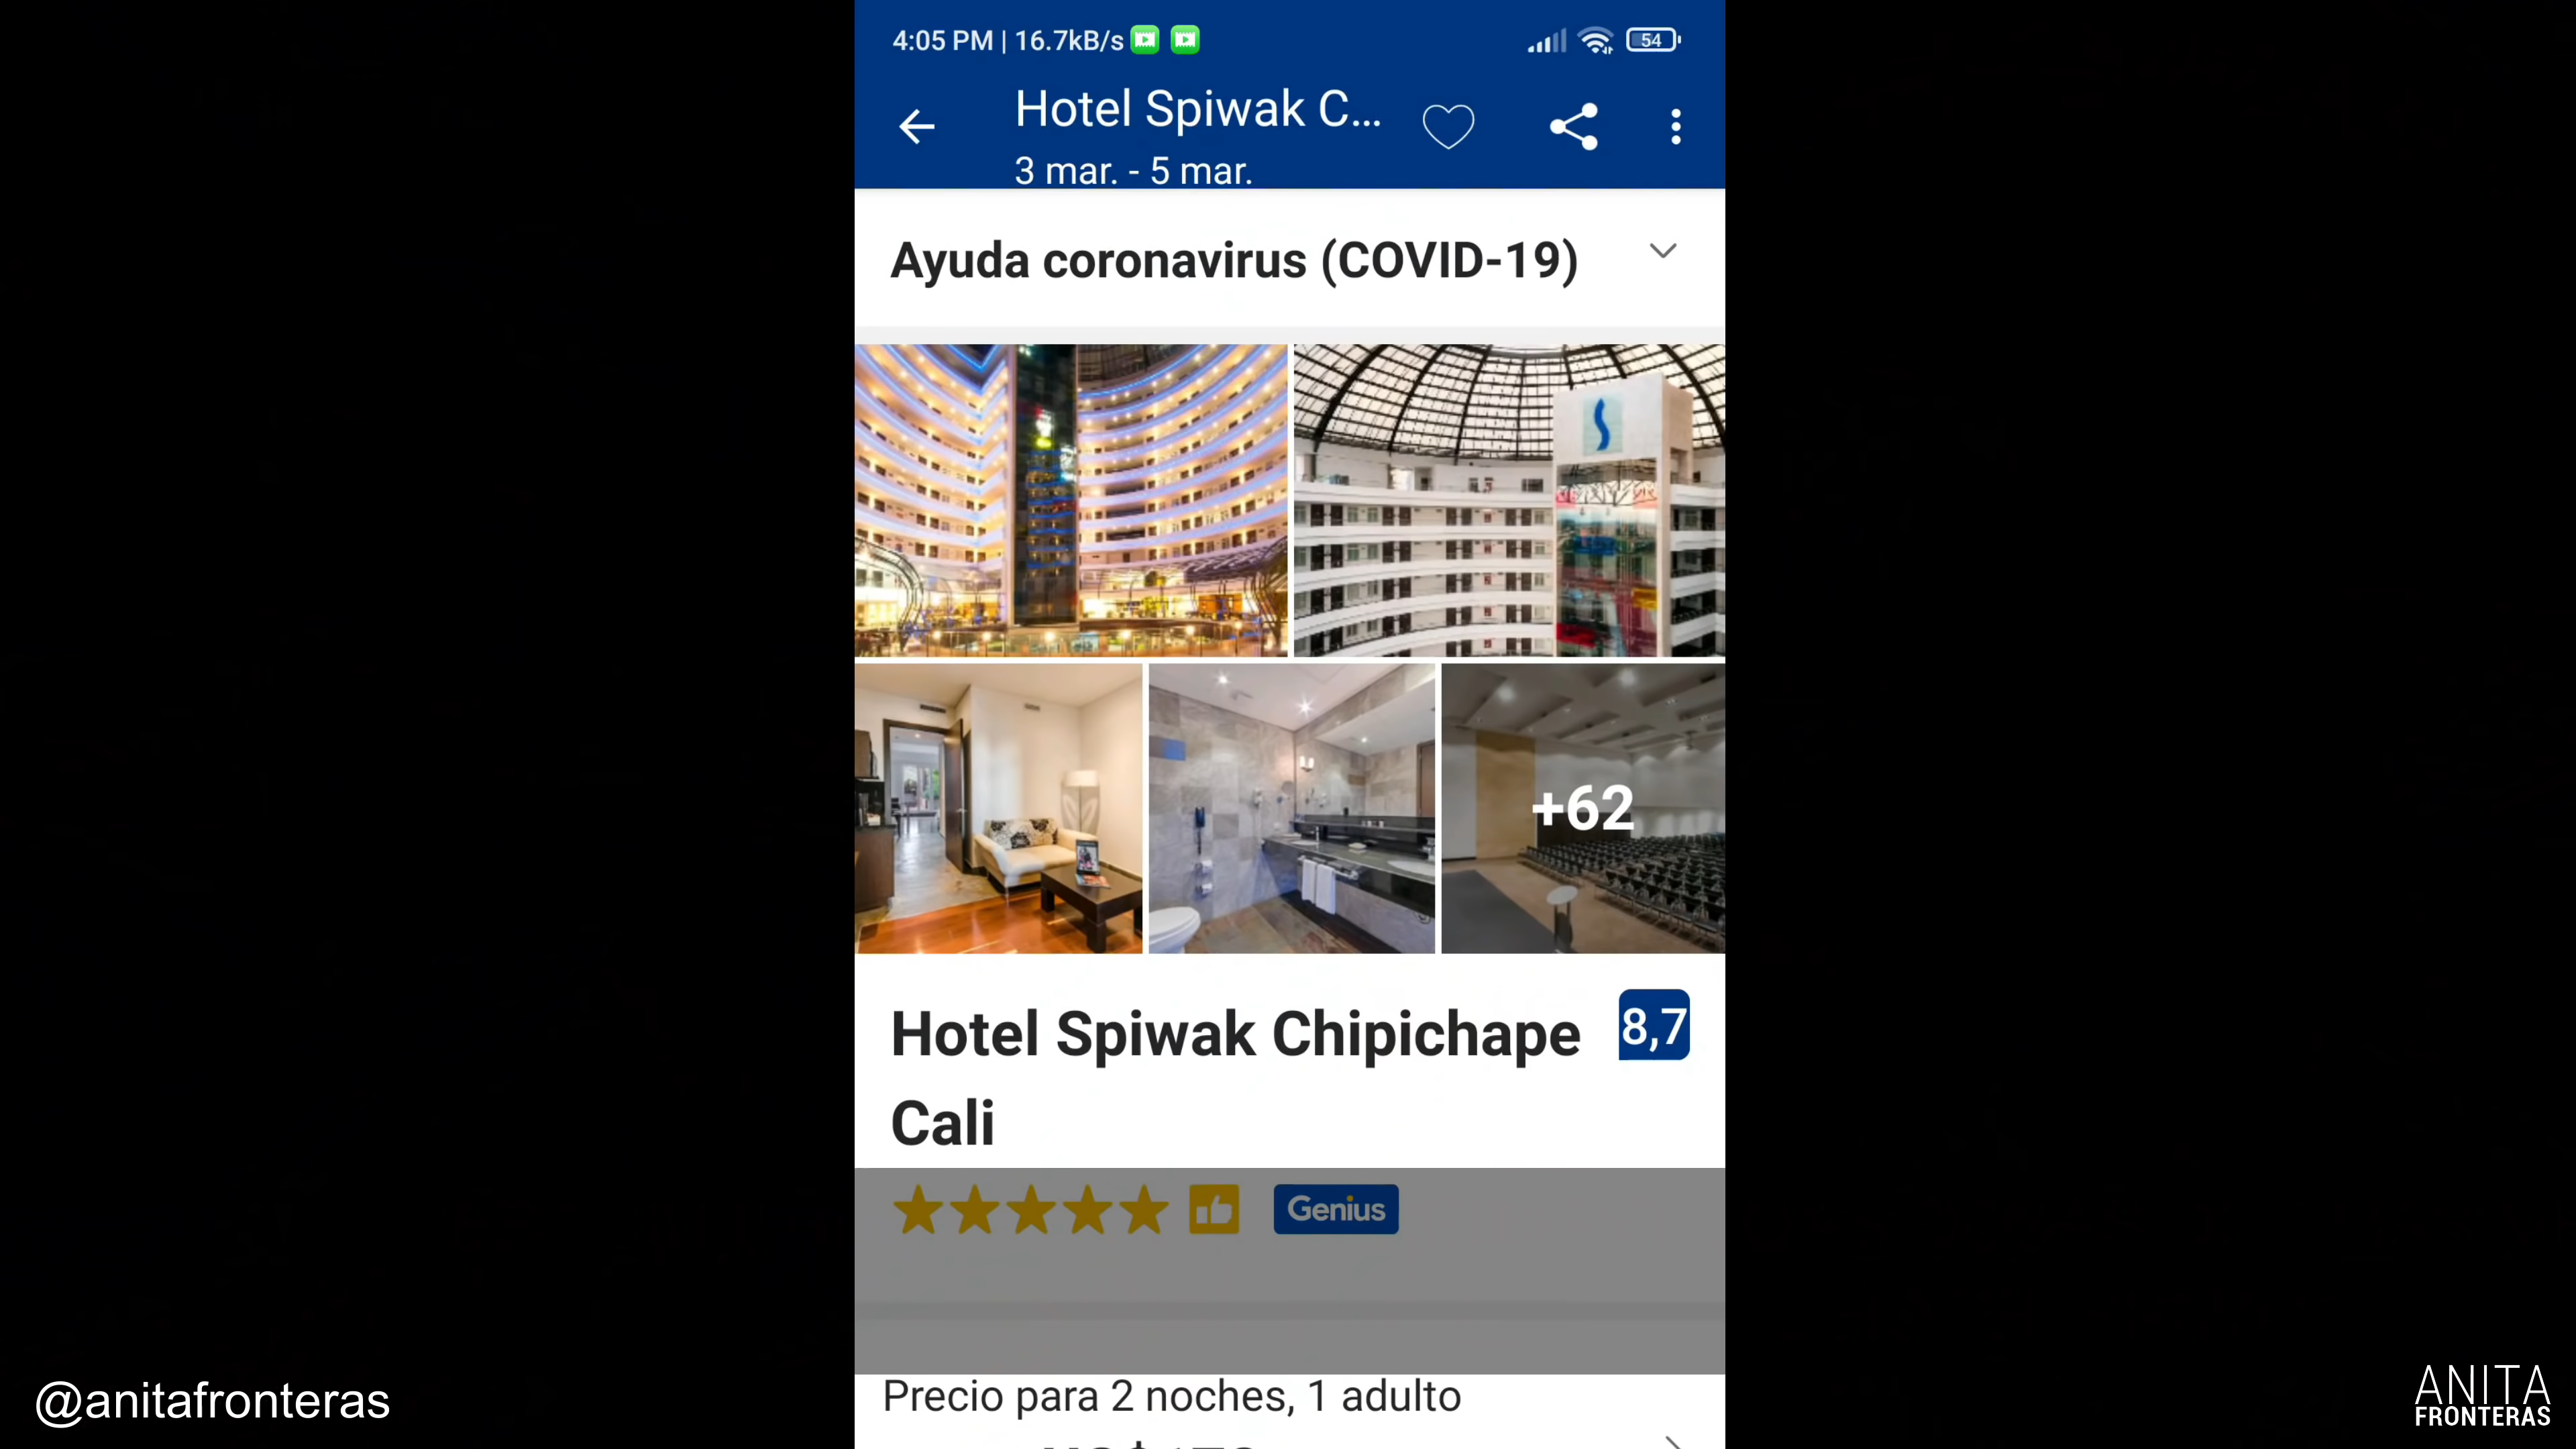 4:05 PM | 16.7kB/s
54
Hotel Spiwak C...
3 mar. - 5 mar.
Ayuda coronavirus (COVID-19)
+62
Hotel Spiwak Chipichape
8,7
Cali
Genius
Precio para 2 noches, 1 adulto
@anitafronteras
ANITA
FRONTERAS